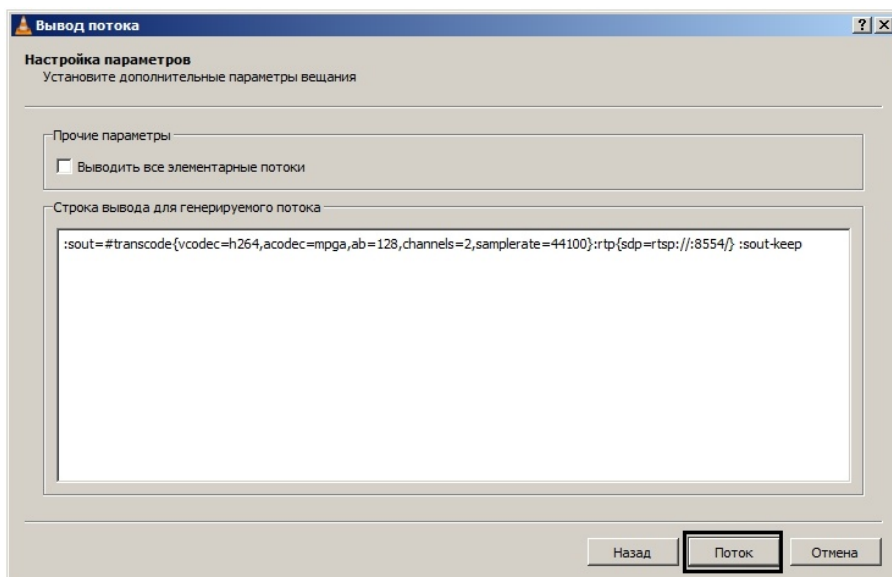 Вывод потока
Настройка параметров
Установите дополнительные параметры вещания
Прочие параметры
Выводить все элементарные потоки
Строка вывода для генерируемого потока
:sout=#transcode{vcodec=h264,acodec=mpga,ab=128,channels=2,samplerate=44100}:rtp{sdp=rtsp://:8554/} :sout-keep
Назад Поток Отмена